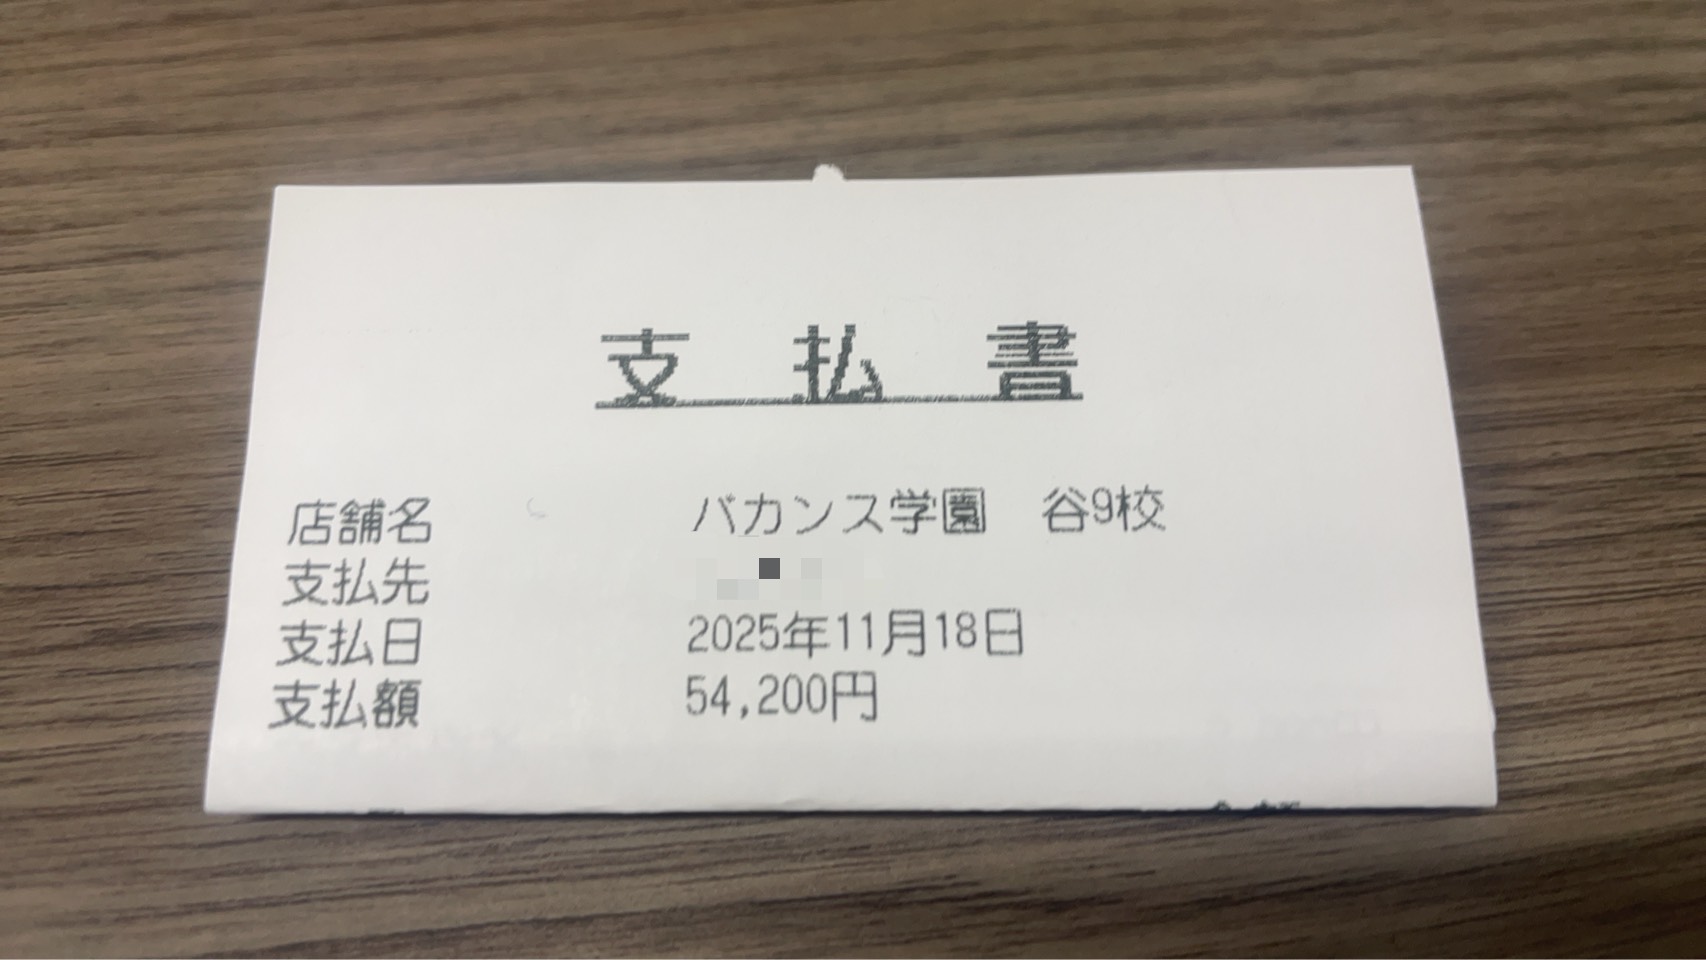 支払書
店舗名 バカンス学園 谷9校
支払先
支払日 2025年11月18日
支払額 54,200円